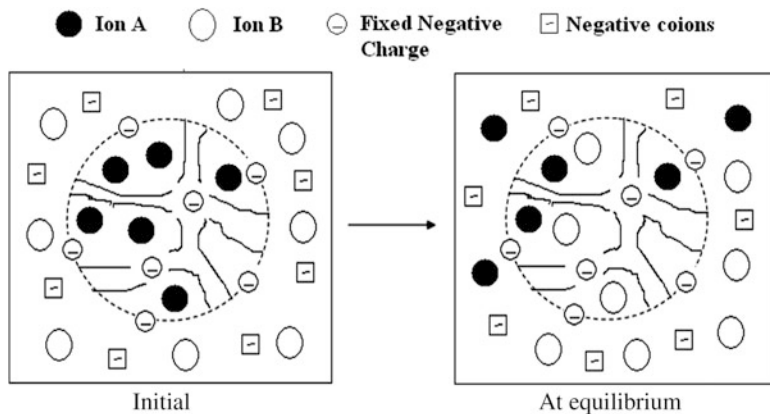 Ion A Ion B Fixed Negative Negative coions
Charge
Initial At equilibrium